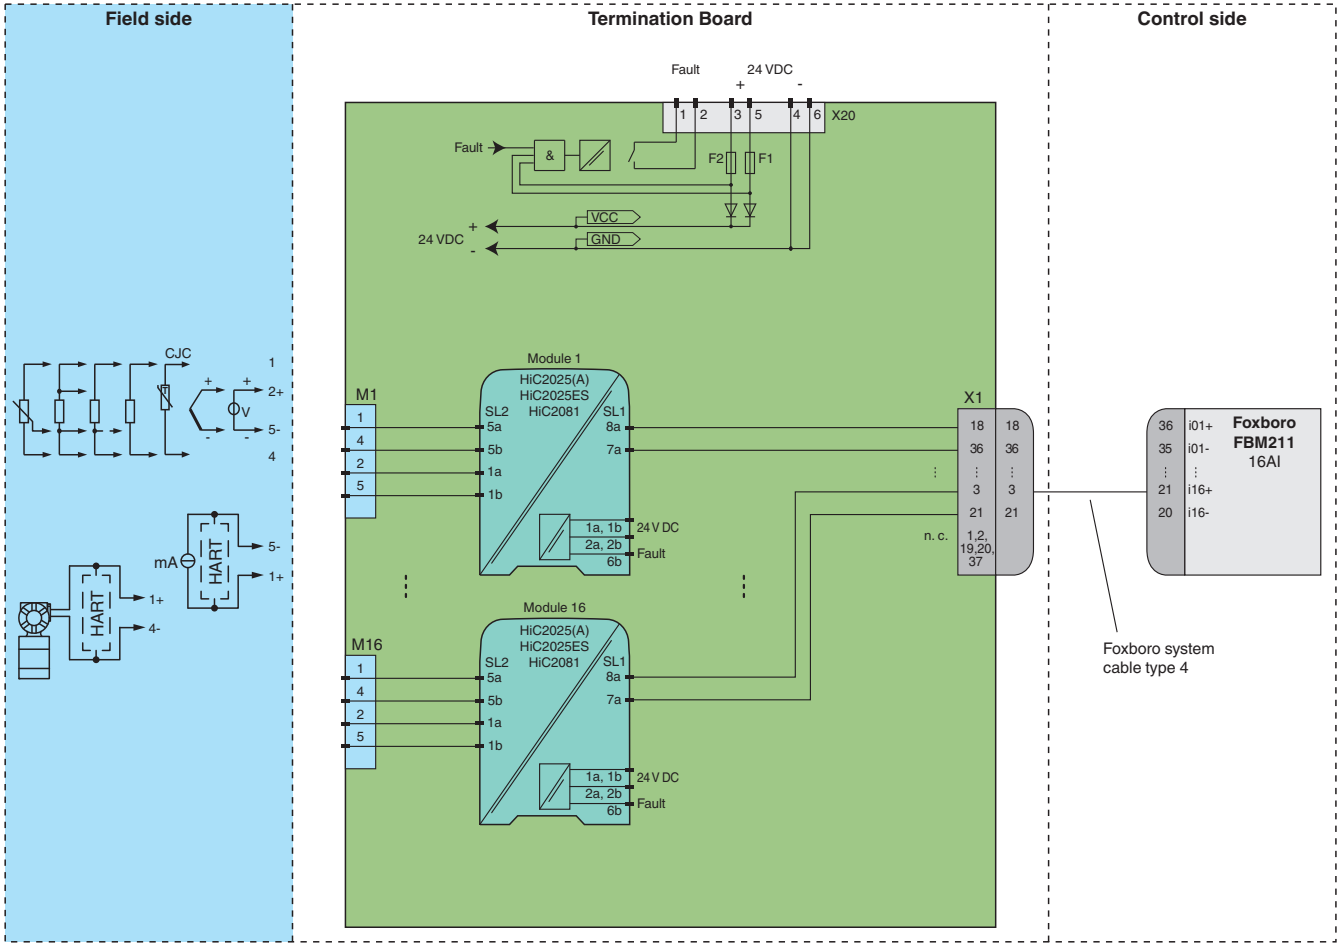 Field side
Termination Board
Control side
Fault
24 VDC
+
-
1
2
3
5
4
6
X20
Fault
&
F2
F1
VCC
GND
+
24 VDC
-
CJC
1
2+
5-
4
+
-
T
+
V
-
mA
HART
5-
1+
HART
1+
4-
M1
1
4
2
5
Module 1
HiC2025(A)
HiC2025ES
HiC2081
SL2
SL1
5a
5b
1a
1b
8a
7a
1a, 1b
24 V DC
2a, 2b
6b
Fault
M16
1
4
2
5
Module 16
HiC2025(A)
HiC2025ES
HiC2081
SL2
SL1
5a
5b
1a
1b
8a
7a
1a, 1b
24 V DC
2a, 2b
6b
Fault
X1
18
18
36
36
3
3
21
21
n. c.
1,2,
19,20,
37
36
i01+
35
i01-
21
i16+
20
i16-
Foxboro
FBM211
16AI
Foxboro system
cable type 4